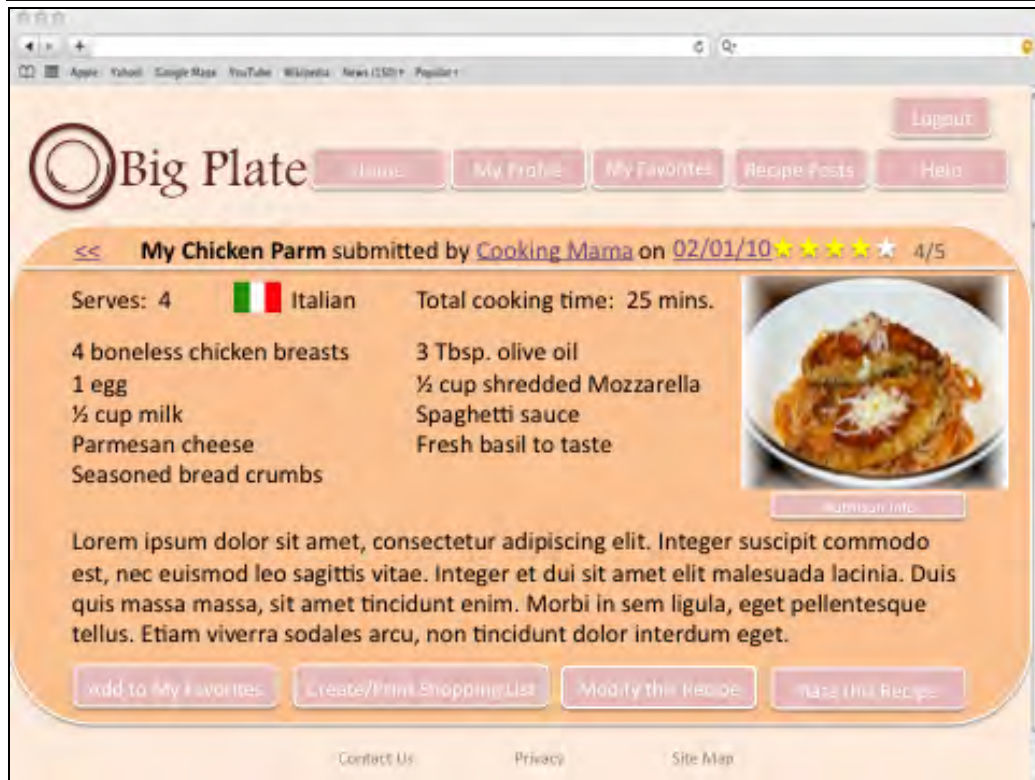 Apple Yahoo! Google Maps YouTube Wikipedia News (150) Popular
Logout
Big Plate
Home My Profile My Favorites Recipe Posts Help
<< My Chicken Parm submitted by Cooking Mama on 02/01/10 4/5
Serves: 4 Italian Total cooking time: 25 mins.
4 boneless chicken breasts 3 Tbsp. olive oil
1 egg ½ cup shredded Mozzarella
½ cup milk Spaghetti sauce
Parmesan cheese Fresh basil to taste
Seasoned bread crumbs
Nutrition Info
Lorem ipsum dolor sit amet, consectetur adipiscing elit. Integer suscipit commodo
est, nec euismod leo sagittis vitae. Integer et dui sit amet elit malesuada lacinia. Duis
quis massa massa, sit amet tincidunt enim. Morbi in sem ligula, eget pellentesque
tellus. Etiam viverra sodales arcu, non tincidunt dolor interdum eget.
Add to My Favorites Create/Print Shopping List Modify this Recipe Rate this Recipe
Contact Us Privacy Site Map